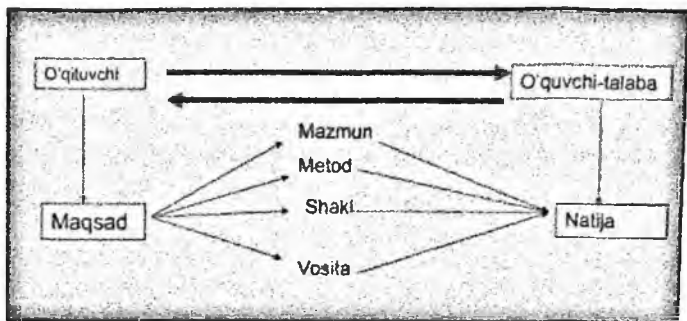 O'qituvchi
O'quvchi-talaba
Mazmun
Metod
Shakl
Maqsad
Natija
Vosita